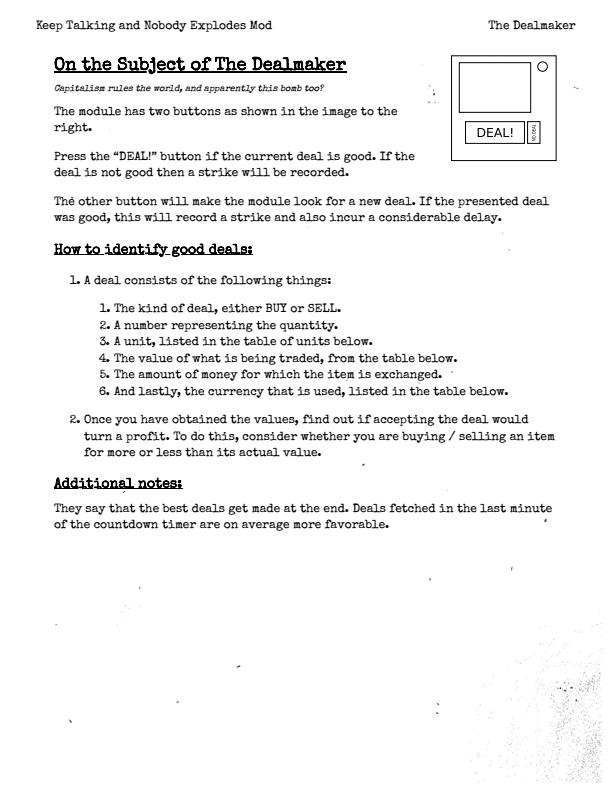 Keep Talking and Nobody Explodes Mod
The Dealmaker
On the Subject of The Dealmaker
Capitalism rules the world, and apparently this bomb too?
The module has two buttons as shown in the image to the
right.
DEAL!
NO DEAL
Press the “DEAL!” button if the current deal is good. If the
deal is not good then a strike will be recorded.
The other button will make the module look for a new deal. If the presented deal
was good, this will record a strike and also incur a considerable delay.
How to identify good deals:
1. A deal consists of the following things:
1. The kind of deal, either BUY or SELL.
2. A number representing the quantity.
3. A unit, listed in the table of units below.
4. The value of what is being traded, from the table below.
5. The amount of money for which the item is exchanged.
6. And lastly, the currency that is used, listed in the table below.
2. Once you have obtained the values, find out if accepting the deal would
turn a profit. To do this, consider whether you are buying / selling an item
for more or less than its actual value.
Additional notes:
They say that the best deals get made at the end. Deals fetched in the last minute
of the countdown timer are on average more favorable.